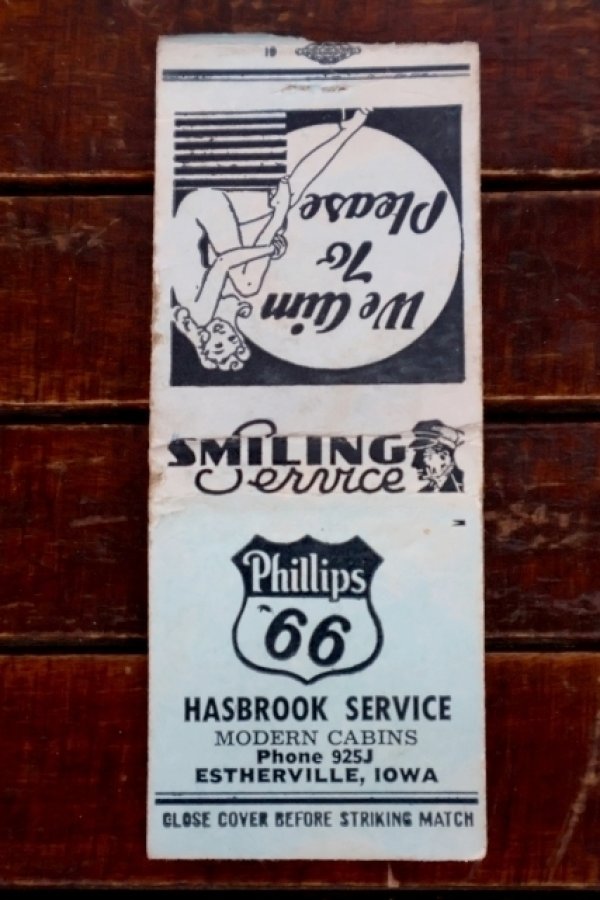 10
We Aim
To
Please
SMILING
Service
Phillips
66
HASBROOK SERVICE
MODERN CABINS
Phone 925J
ESTHERVILLE, IOWA
CLOSE COVER BEFORE STRIKING MATCH